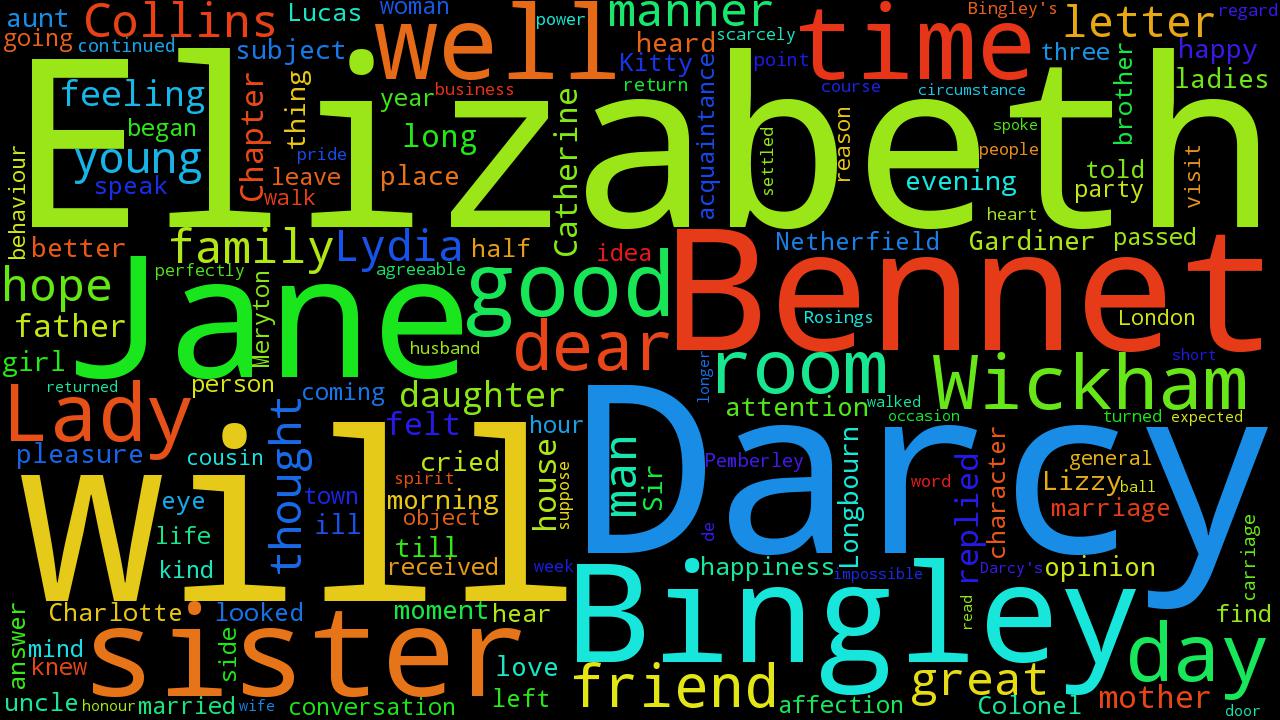 aunt
Collins
Lucas
woman
power
manner
Bingley's
regard
going
continued
subject
well
heard
scarcely
time
letter
Kitty
point
three
happy
feeling
business
return
course
circumstance
ladies
Elizabeth
began
Chapter
thing
year
long
Catherine
acquaintance
reason
spoke
brother
young
pride
settled
people
speak
leave
place
evening
told
walk
party
visit
behaviour
heart
better
family
Lydia
half
idea
Netherfield
Gardiner
passed
hope
Jane
perfectly
agreeable
good
Bennet
father
Meryton
Rosings
London
girl
husband
dear
room
short
returned
person
coming
daughter
longer
Wickham
Lady
attention
walked
occasion
turned
expected
pleasure
thought
felt
hour
cousin
cried
house
suppose
man
Sir
Darcy
Pemberley
Longbourn
replied
character
general
will
eye
town
spirit
morning
word
Lizzy
ball
life
ill
object
marriage
kind
till
de
received
week
happiness
impossible
Darcy's
opinion
carriage
Charlotte
looked
moment
hear
Bingley
read
find
answer
mind
sister
side
day
knew
love
friend
great
uncle
honour
married
wife
conversation
left
affection
Colonel
mother
door